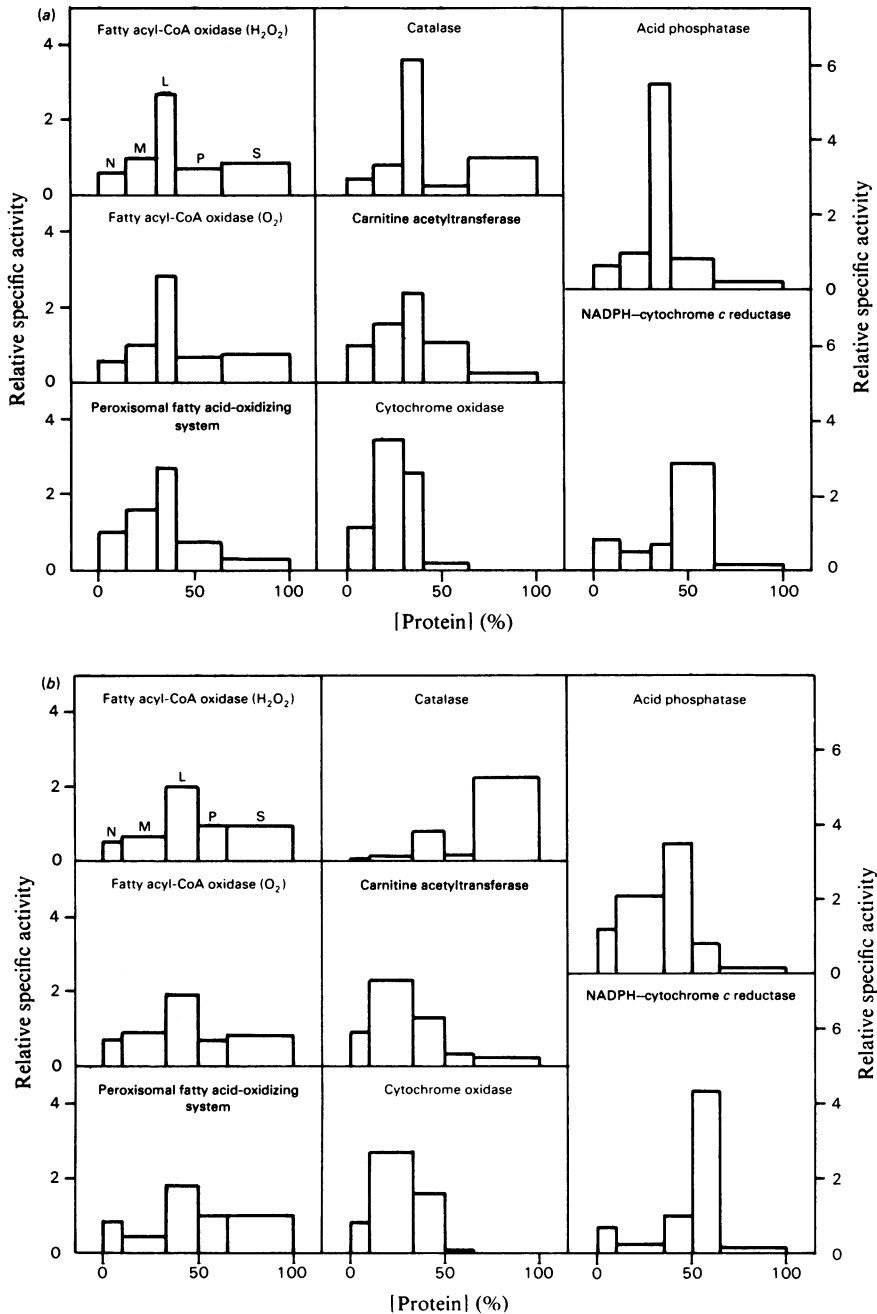 (a)
Fatty acyl-CoA oxidase (H₂O₂)
Catalase
Acid phosphatase
4
2
0
N
M
L
P
S
6
4
2
0
Fatty acyl-CoA oxidase (O₂)
Carnitine acetyltransferase
4
2
0
NADPH–cytochrome c reductase
6
4
2
0
Peroxisomal fatty acid-oxidizing
system
Cytochrome oxidase
4
2
0
Relative specific activity
Relative specific activity
0
50
100
0
50
100
0
50
100
[Protein] (%)
(b)
Fatty acyl-CoA oxidase (H₂O₂)
Catalase
Acid phosphatase
4
2
0
N
M
L
P
S
6
4
2
0
Fatty acyl-CoA oxidase (O₂)
Carnitine acetyltransferase
4
2
0
NADPH–cytochrome c reductase
6
4
2
0
Peroxisomal fatty acid-oxidizing
system
Cytochrome oxidase
4
2
0
Relative specific activity
Relative specific activity
0
50
100
0
50
100
0
50
100
[Protein] (%)